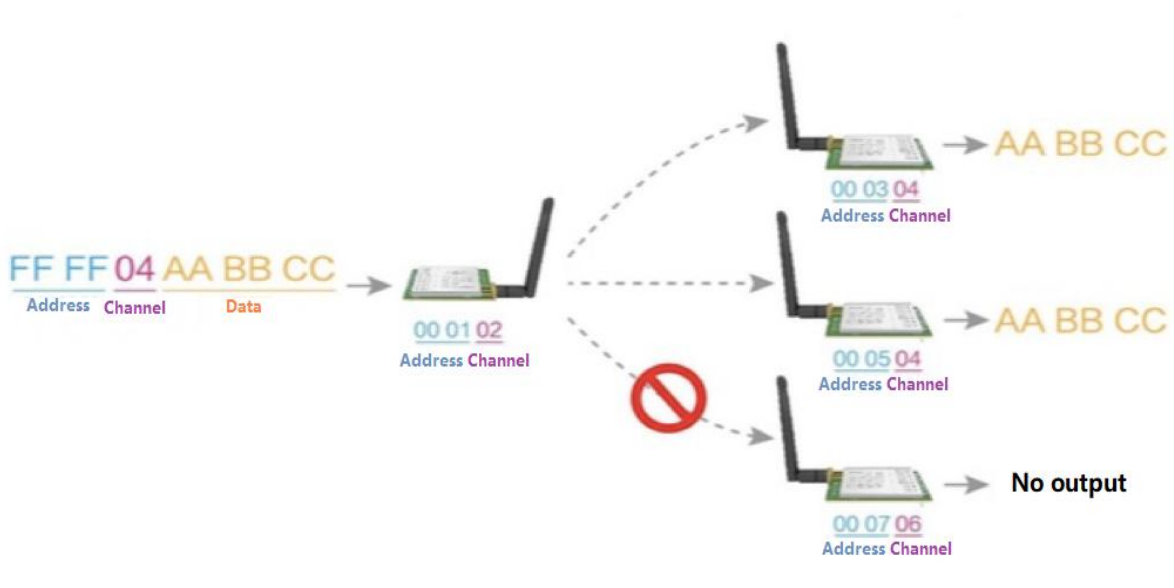 FF FF 04 AA BB CC
Address Channel Data
00 01 02
Address Channel
00 03 04
Address Channel
AA BB CC
00 05 04
Address Channel
AA BB CC
00 07 06
Address Channel
No output